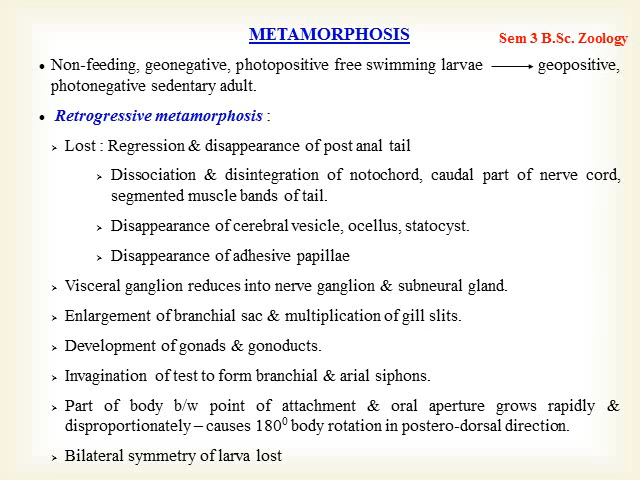 METAMORPHOSIS
Sem 3 B.Sc. Zoology
• Non-feeding, geonegative, photopositive free swimming larvae ⟶ geopositive,
photonegative sedentary adult.
• Retrogressive metamorphosis :
➢ Lost : Regression & disappearance of post anal tail
➢ Dissociation & disintegration of notochord, caudal part of nerve cord,
segmented muscle bands of tail.
➢ Disappearance of cerebral vesicle, ocellus, statocyst.
➢ Disappearance of adhesive papillae
➢ Visceral ganglion reduces into nerve ganglion & subneural gland.
➢ Enlargement of branchial sac & multiplication of gill slits.
➢ Development of gonads & gonoducts.
➢ Invagination of test to form branchial & arial siphons.
➢ Part of body b/w point of attachment & oral aperture grows rapidly &
disproportionately – causes 180⁰ body rotation in postero-dorsal direction.
➢ Bilateral symmetry of larva lost